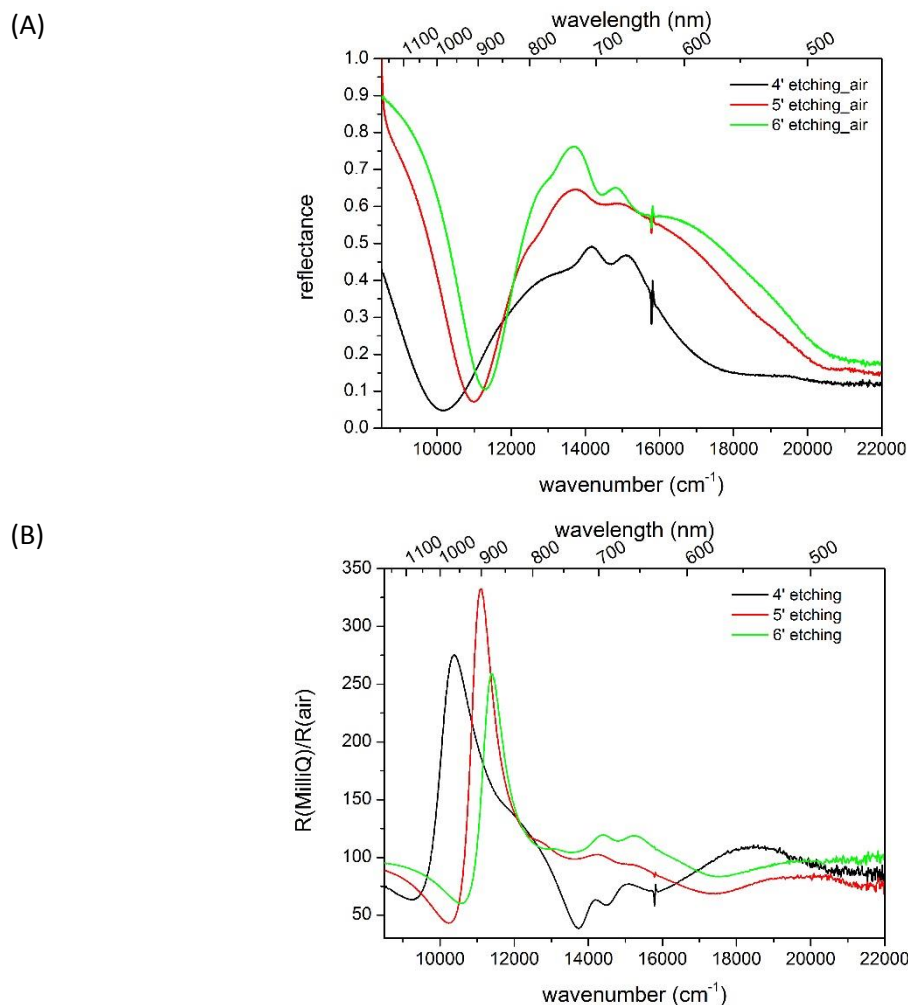 (A)
wavelength (nm)
1100 1000 900 800 700 600 500
1.0
0.9
0.8
0.7
0.6
0.5
0.4
0.3
0.2
0.1
0.0
reflectance
4' etching_air
5' etching_air
6' etching_air
10000 12000 14000 16000 18000 20000 22000
wavenumber (cm⁻¹)
(B)
wavelength (nm)
1100 1000 900 800 700 600 500
350
300
250
200
150
100
50
R(MilliQ)/R(air)
4' etching
5' etching
6' etching
10000 12000 14000 16000 18000 20000 22000
wavenumber (cm⁻¹)